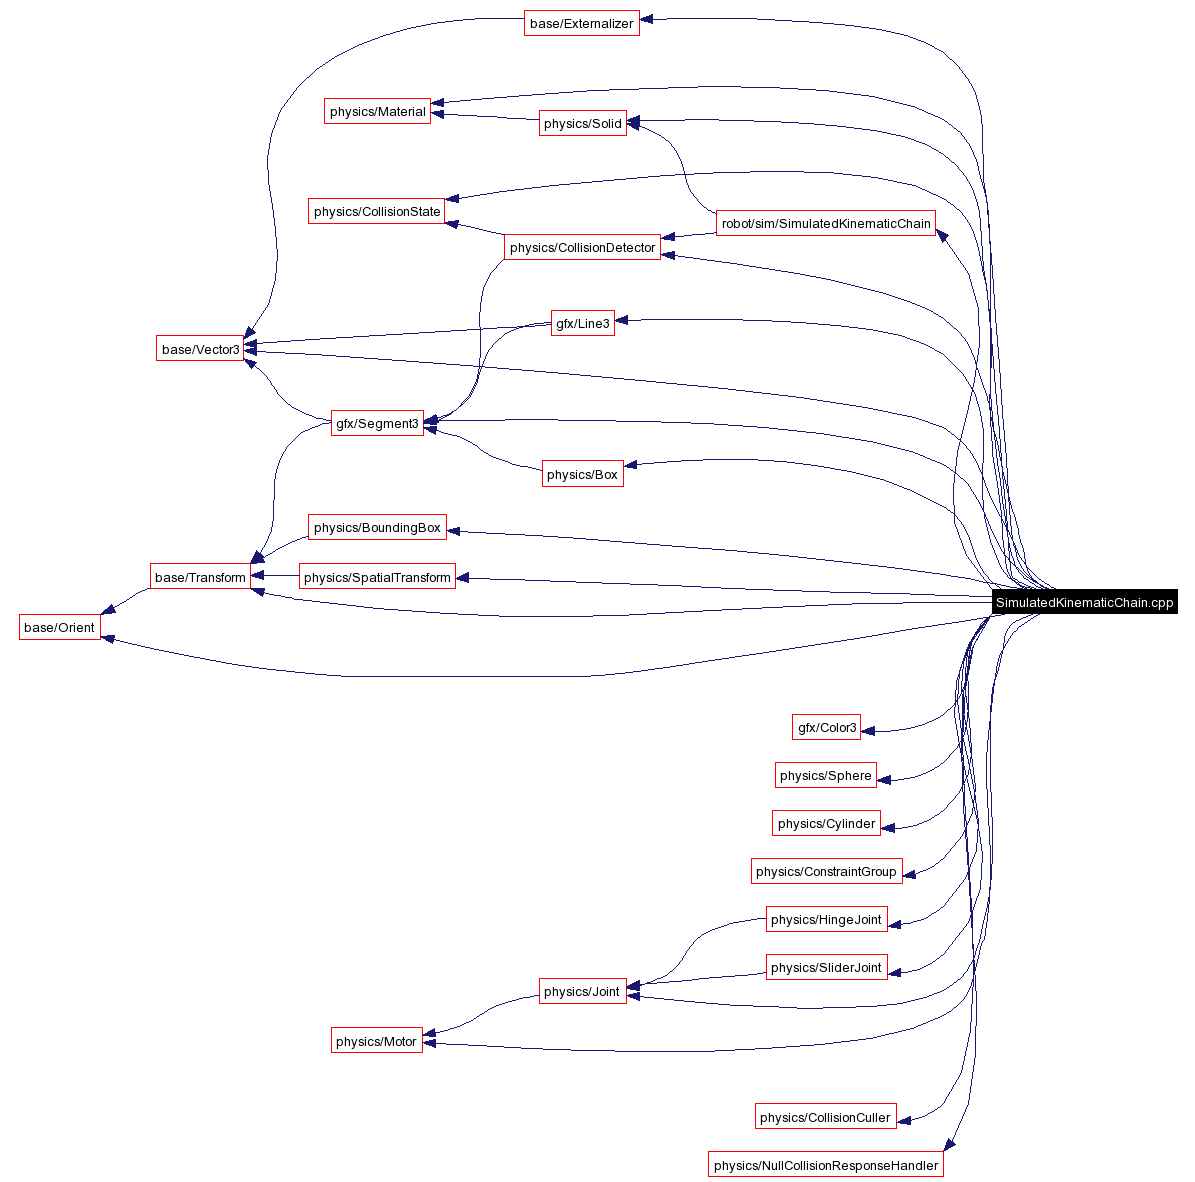 base/Externalizer
physics/Material
physics/Solid
physics/CollisionState
robot/sim/SimulatedKinematicChain
physics/CollisionDetector
gfx/Line3
base/Vector3
gfx/Segment3
physics/Box
physics/BoundingBox
base/Transform
physics/SpatialTransform
SimulatedKinematicChain.cpp
base/Orient
gfx/Color3
physics/Sphere
physics/Cylinder
physics/ConstraintGroup
physics/HingeJoint
physics/SliderJoint
physics/Joint
physics/Motor
physics/CollisionCuller
physics/NullCollisionResponseHandler